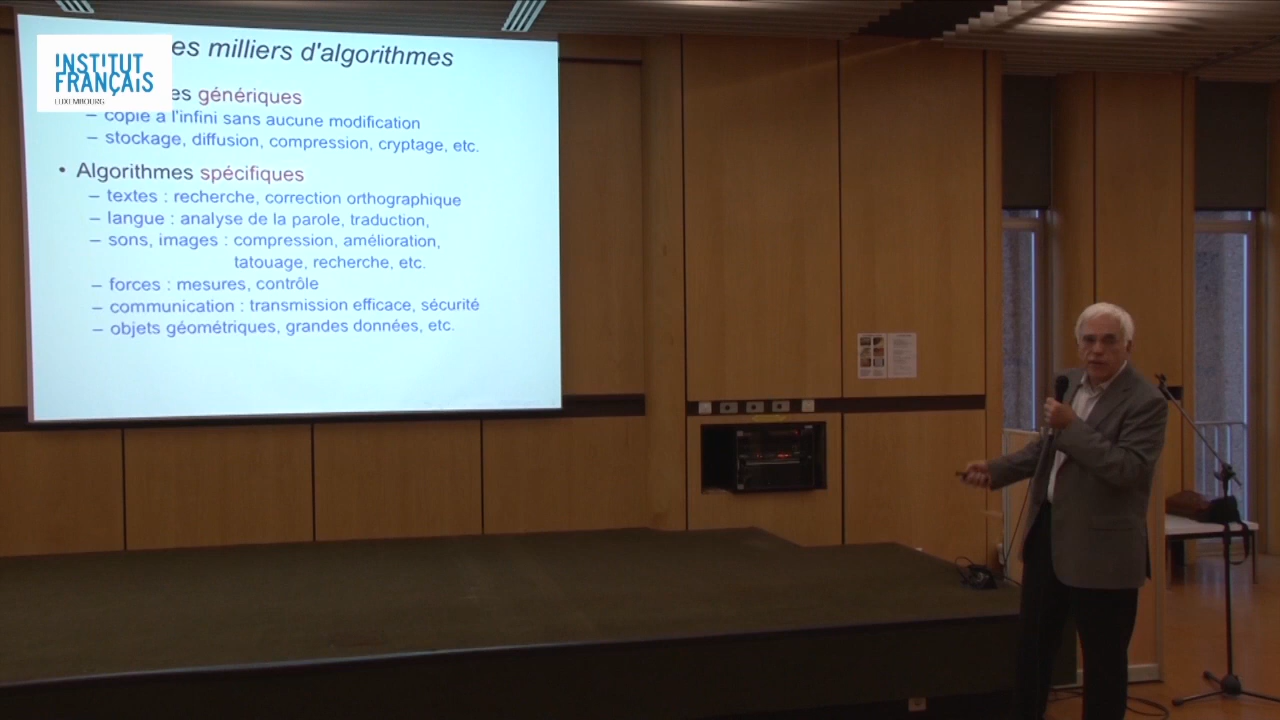 INSTITUT
FRANÇAIS
LUXEMBOURG
es milliers d'algorithmes
es génériques
– copie à l'infini sans aucune modification
– stockage, diffusion, compression, cryptage, etc.
• Algorithmes spécifiques
– textes : recherche, correction orthographique
– langue : analyse de la parole, traduction,
– sons, images : compression, amélioration,
tatouage, recherche, etc.
– forces : mesures, contrôle
– communication : transmission efficace, sécurité
– objets géométriques, grandes données, etc.